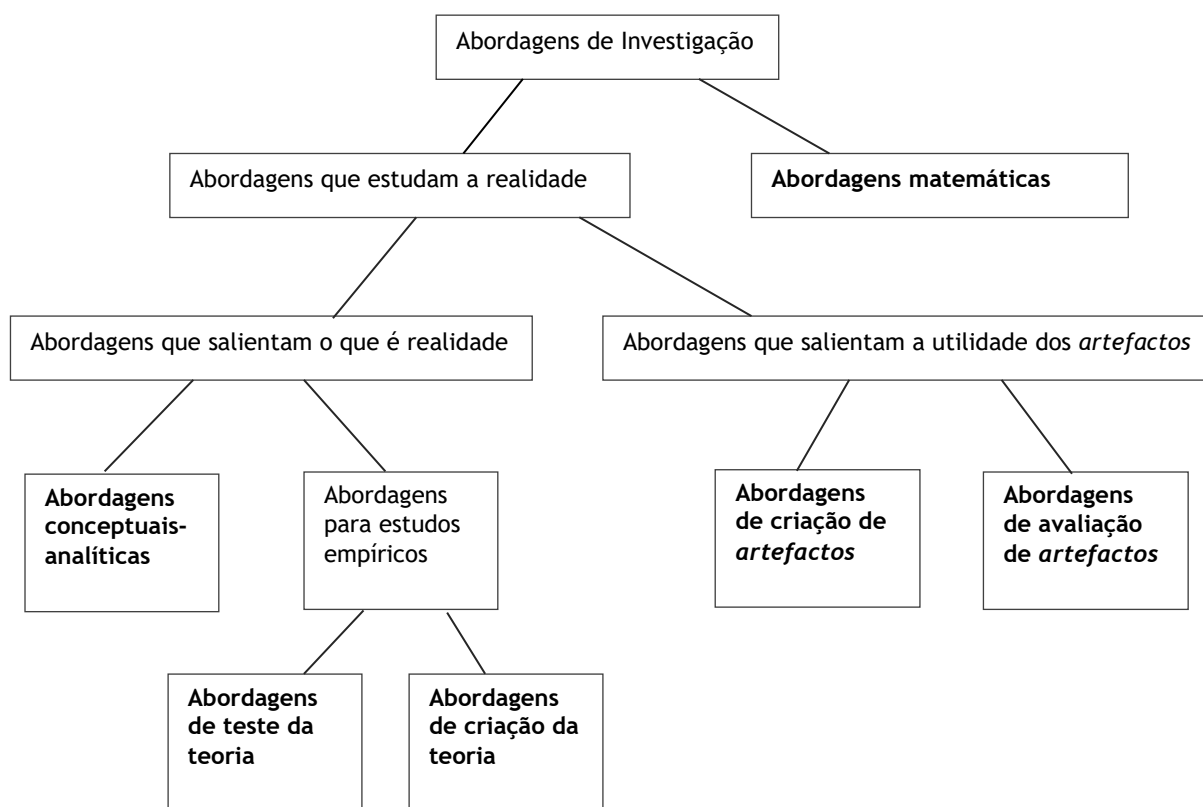 Abordagens de Investigação
Abordagens que estudam a realidade
Abordagens matemáticas
Abordagens que salientam o que é realidade
Abordagens que salientam a utilidade dos artefactos
Abordagens
conceptuais-
analíticas
Abordagens
para estudos
empíricos
Abordagens
de criação de
artefactos
Abordagens
de avaliação
de artefactos
Abordagens
de teste da
teoria
Abordagens
de criação da
teoria